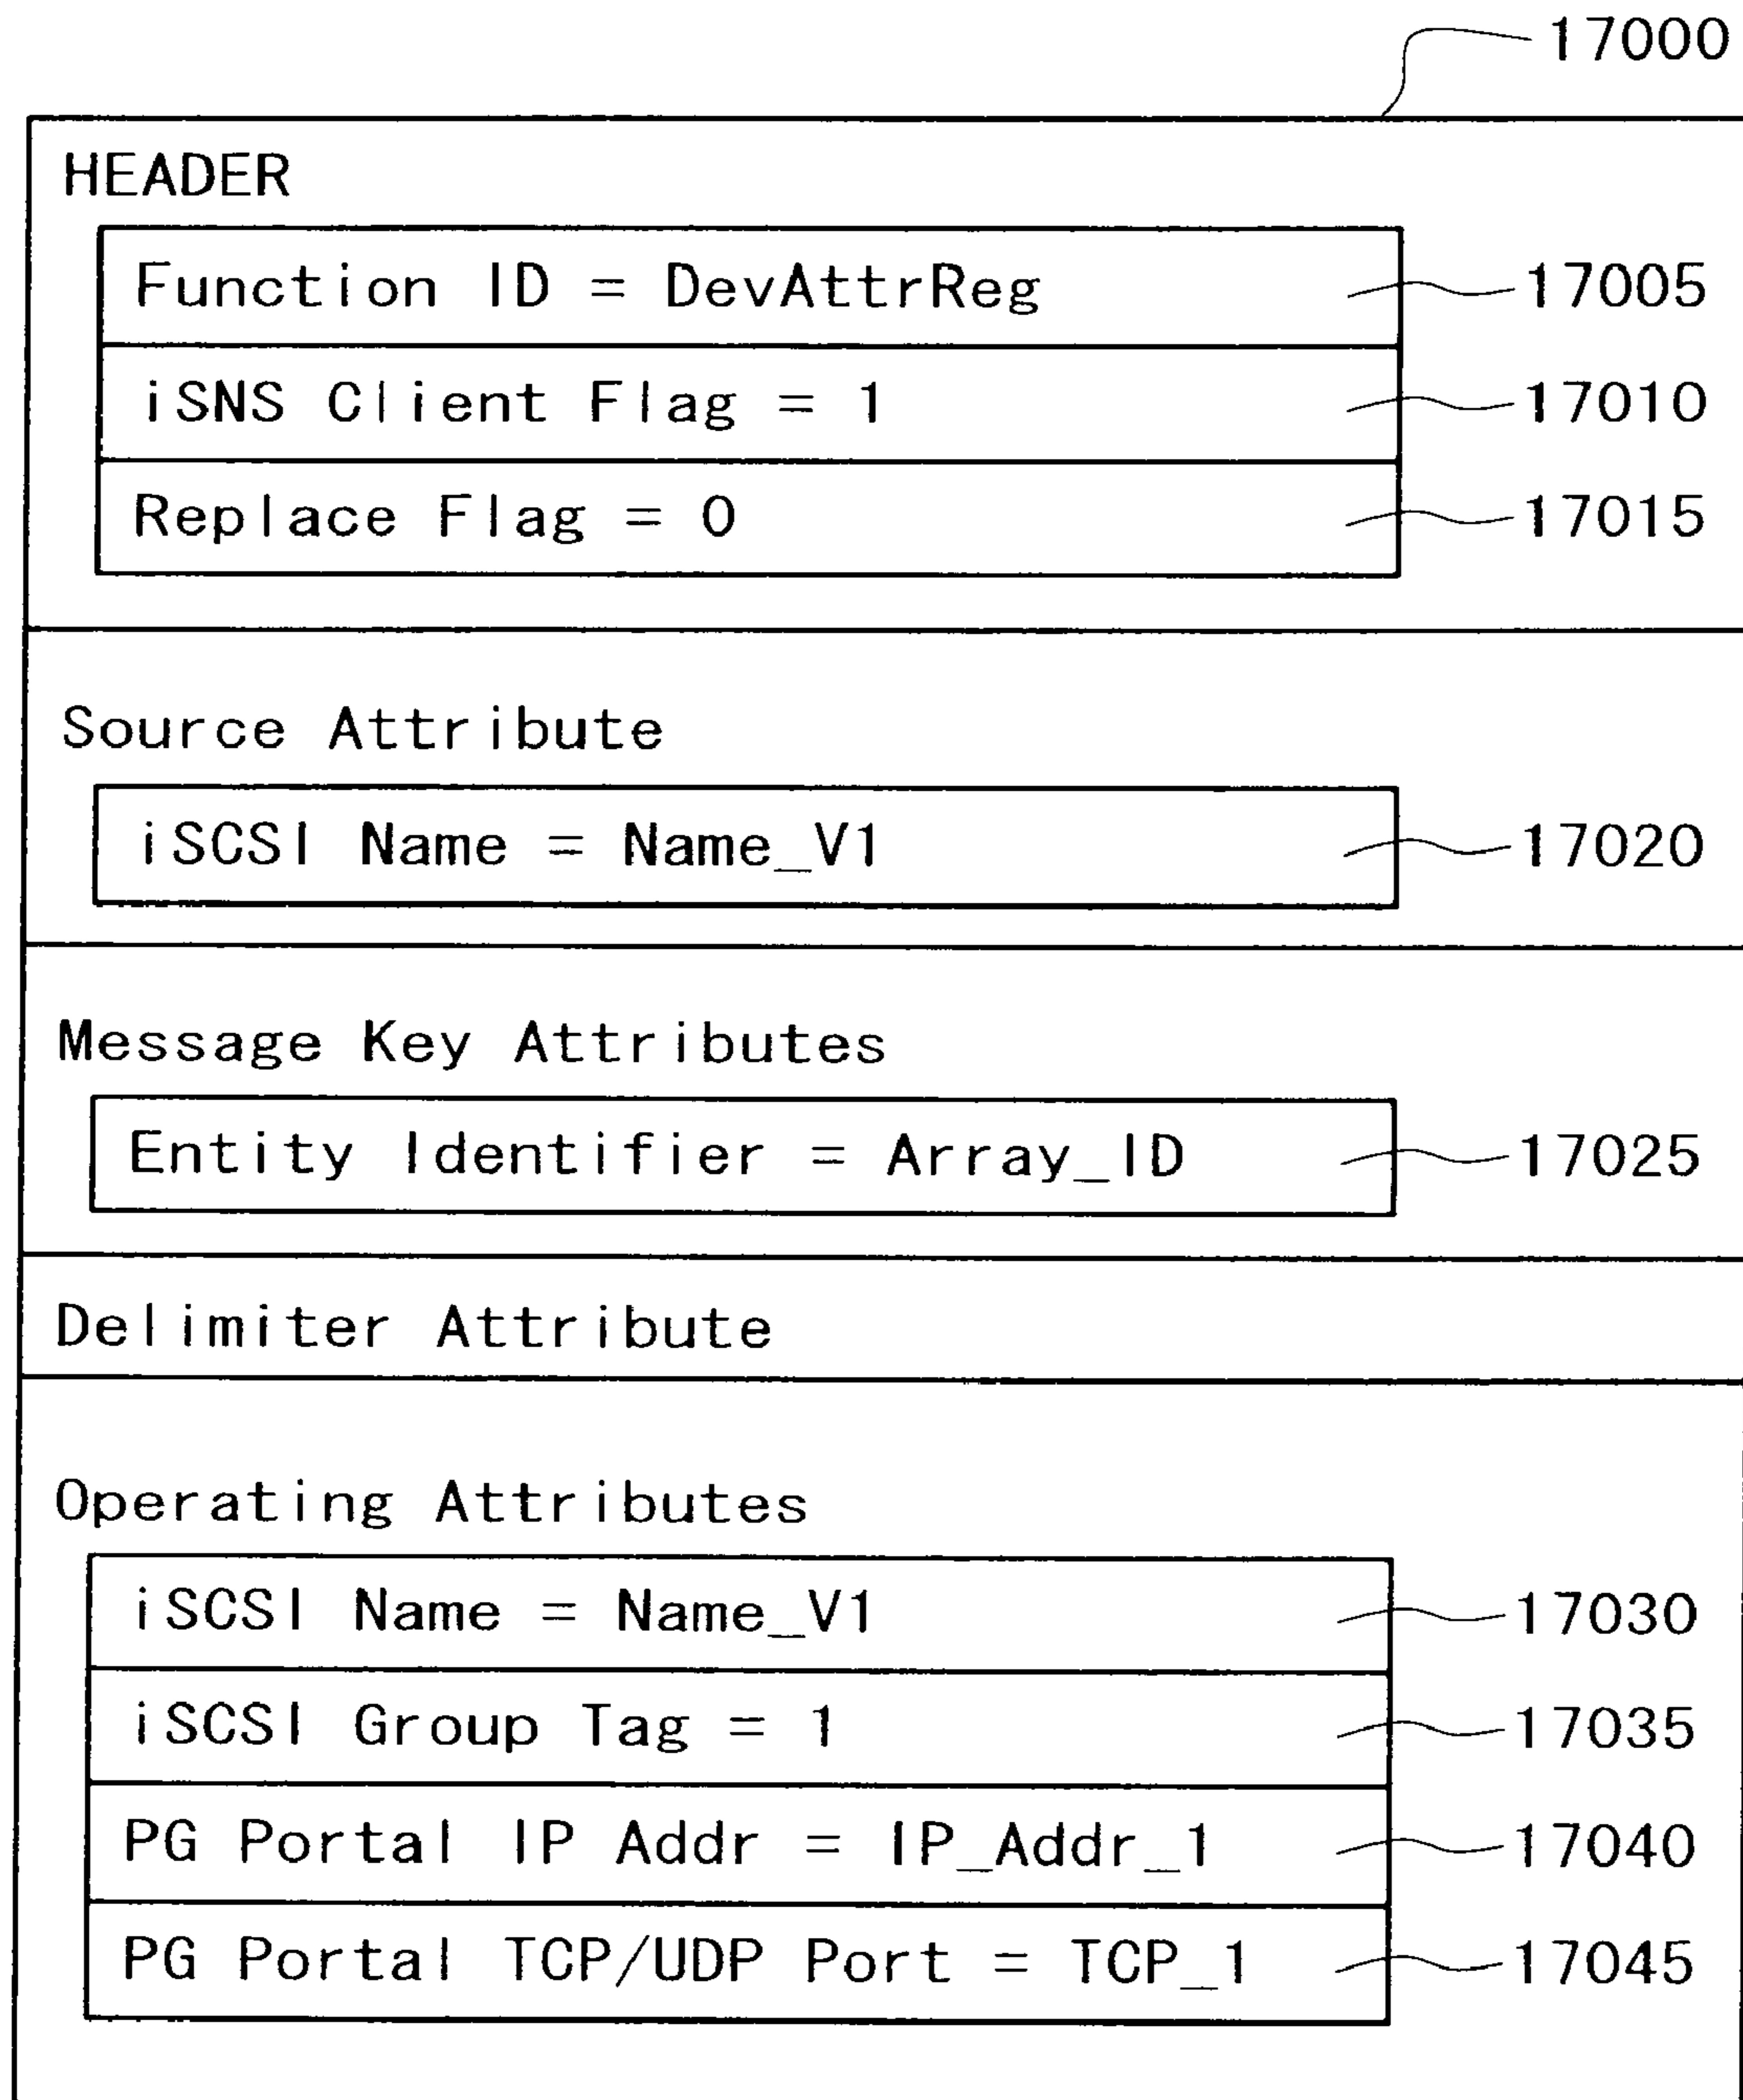 17000
HEADER
Function ID = DevAttrReg 17005
iSNS Client Flag = 1 17010
Replace Flag = 0 17015
Source Attribute
iSCSI Name = Name_V1 17020
Message Key Attributes
Entity Identifier = Array_ID 17025
Delimiter Attribute
Operating Attributes
iSCSI Name = Name_V1 17030
iSCSI Group Tag = 1 17035
PG Portal IP Addr = IP_Addr_1 17040
PG Portal TCP/UDP Port = TCP_1 17045